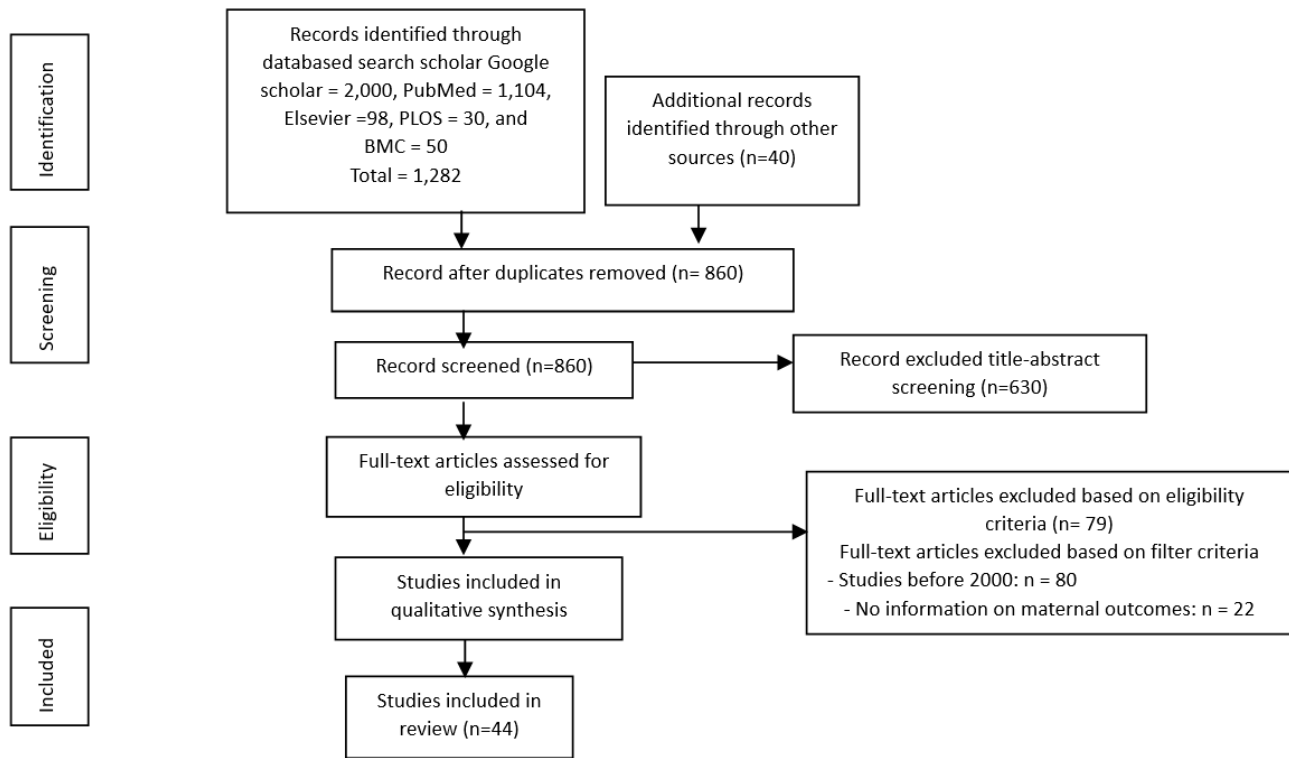 Identification
Records identified through
databased search scholar Google
scholar = 2,000, PubMed = 1,104,
Elsevier =98, PLOS = 30, and
BMC = 50
Total = 1,282
Additional records
identified through other
sources (n=40)
Screening
Record after duplicates removed (n= 860)
Record screened (n=860)
Record excluded title-abstract
screening (n=630)
Eligibility
Full-text articles assessed for
eligibility
Full-text articles excluded based on eligibility
criteria (n= 79)
Full-text articles excluded based on filter criteria
- Studies before 2000: n = 80
- No information on maternal outcomes: n = 22
Studies included in
qualitative synthesis
Included
Studies included in
review (n=44)